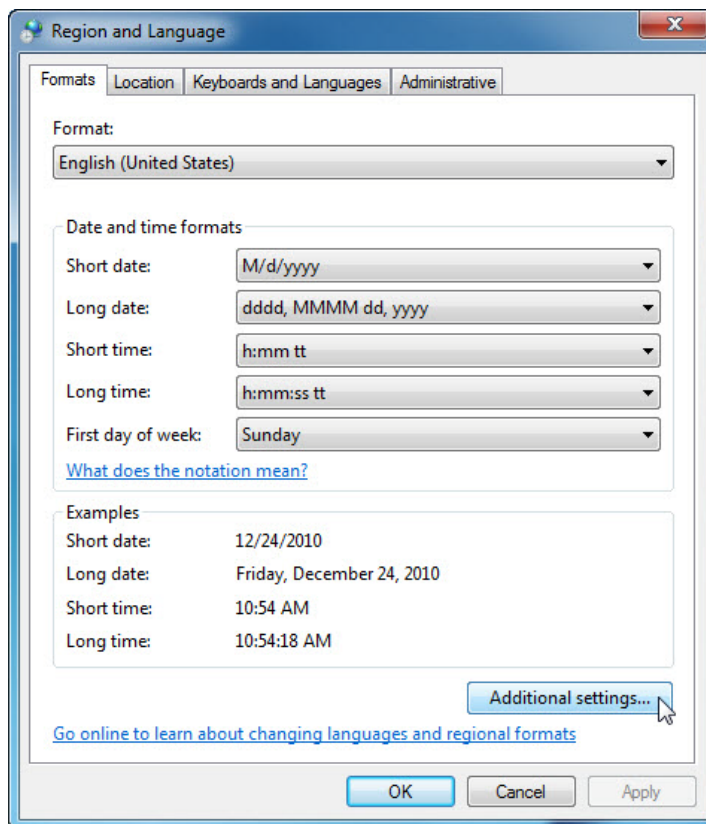 Region and Language
Formats Location Keyboards and Languages Administrative
Format:
English (United States)
Date and time formats
Short date: M/d/yyyy
Long date: dddd, MMMM dd, yyyy
Short time: h:mm tt
Long time: h:mm:ss tt
First day of week: Sunday
What does the notation mean?
Examples
Short date: 12/24/2010
Long date: Friday, December 24, 2010
Short time: 10:54 AM
Long time: 10:54:18 AM
Additional settings...
Go online to learn about changing languages and regional formats
OK Cancel Apply